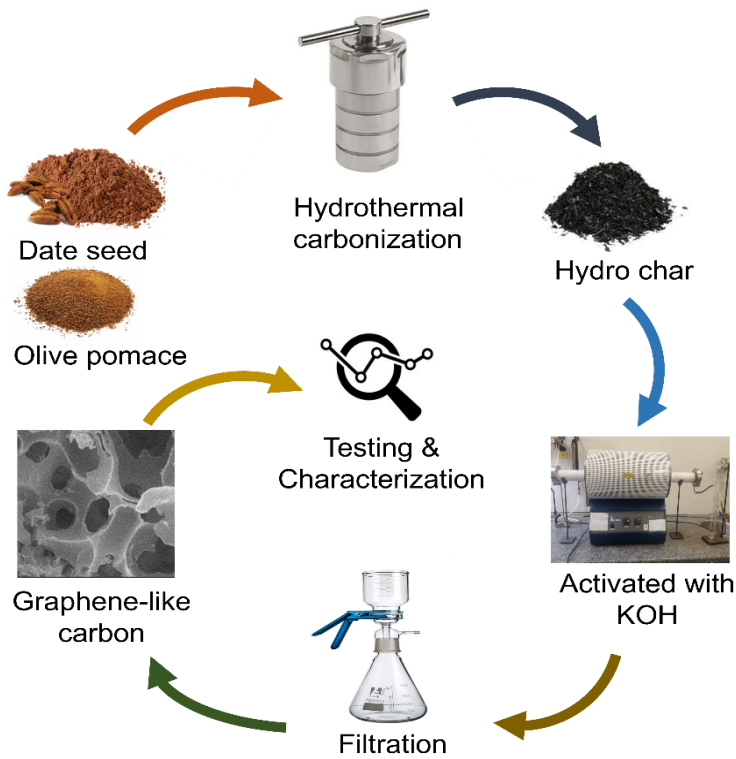 Date seed
Olive pomace
Hydrothermal
carbonization
Hydro char
Activated with
KOH
Filtration
Graphene-like
carbon
Testing &
Characterization